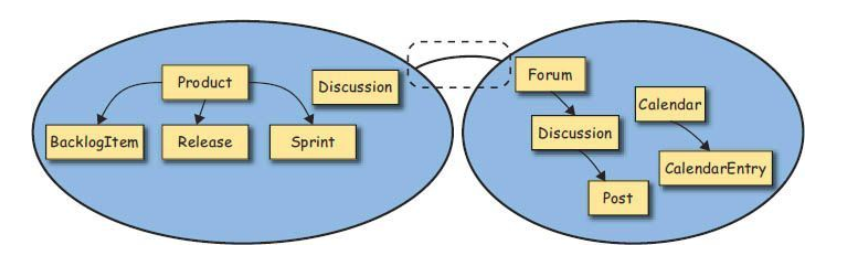 Product
Discussion
BacklogItem
Release
Sprint
Forum
Calendar
Discussion
CalendarEntry
Post